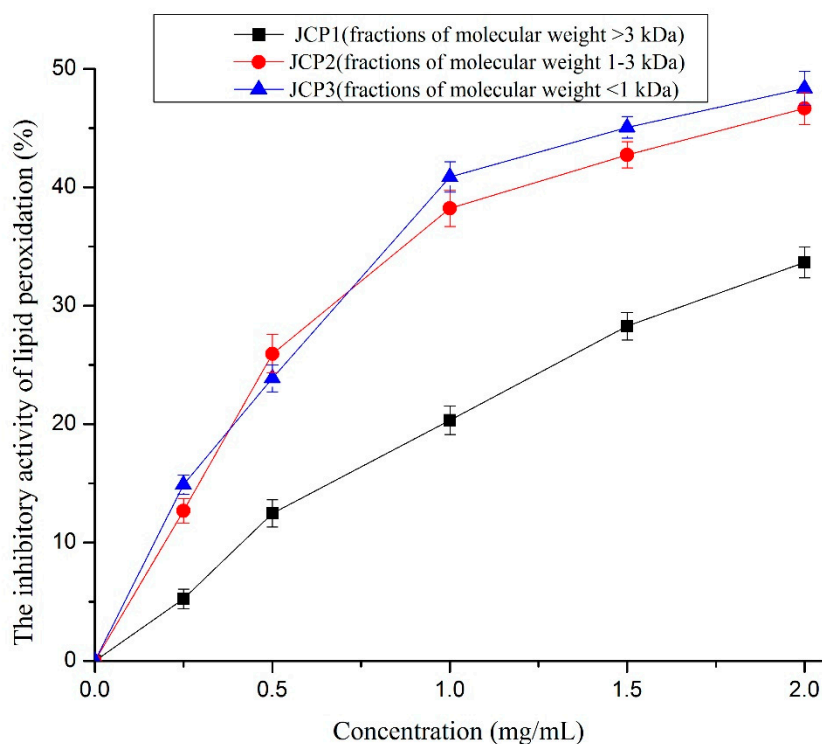 JCP1(fractions of molecular weight >3 kDa)
JCP2(fractions of molecular weight 1-3 kDa)
JCP3(fractions of molecular weight <1 kDa)
The inhibitory activity of lipid peroxidation (%)
50
40
30
20
10
0
0.0 0.5 1.0 1.5 2.0
Concentration (mg/mL)